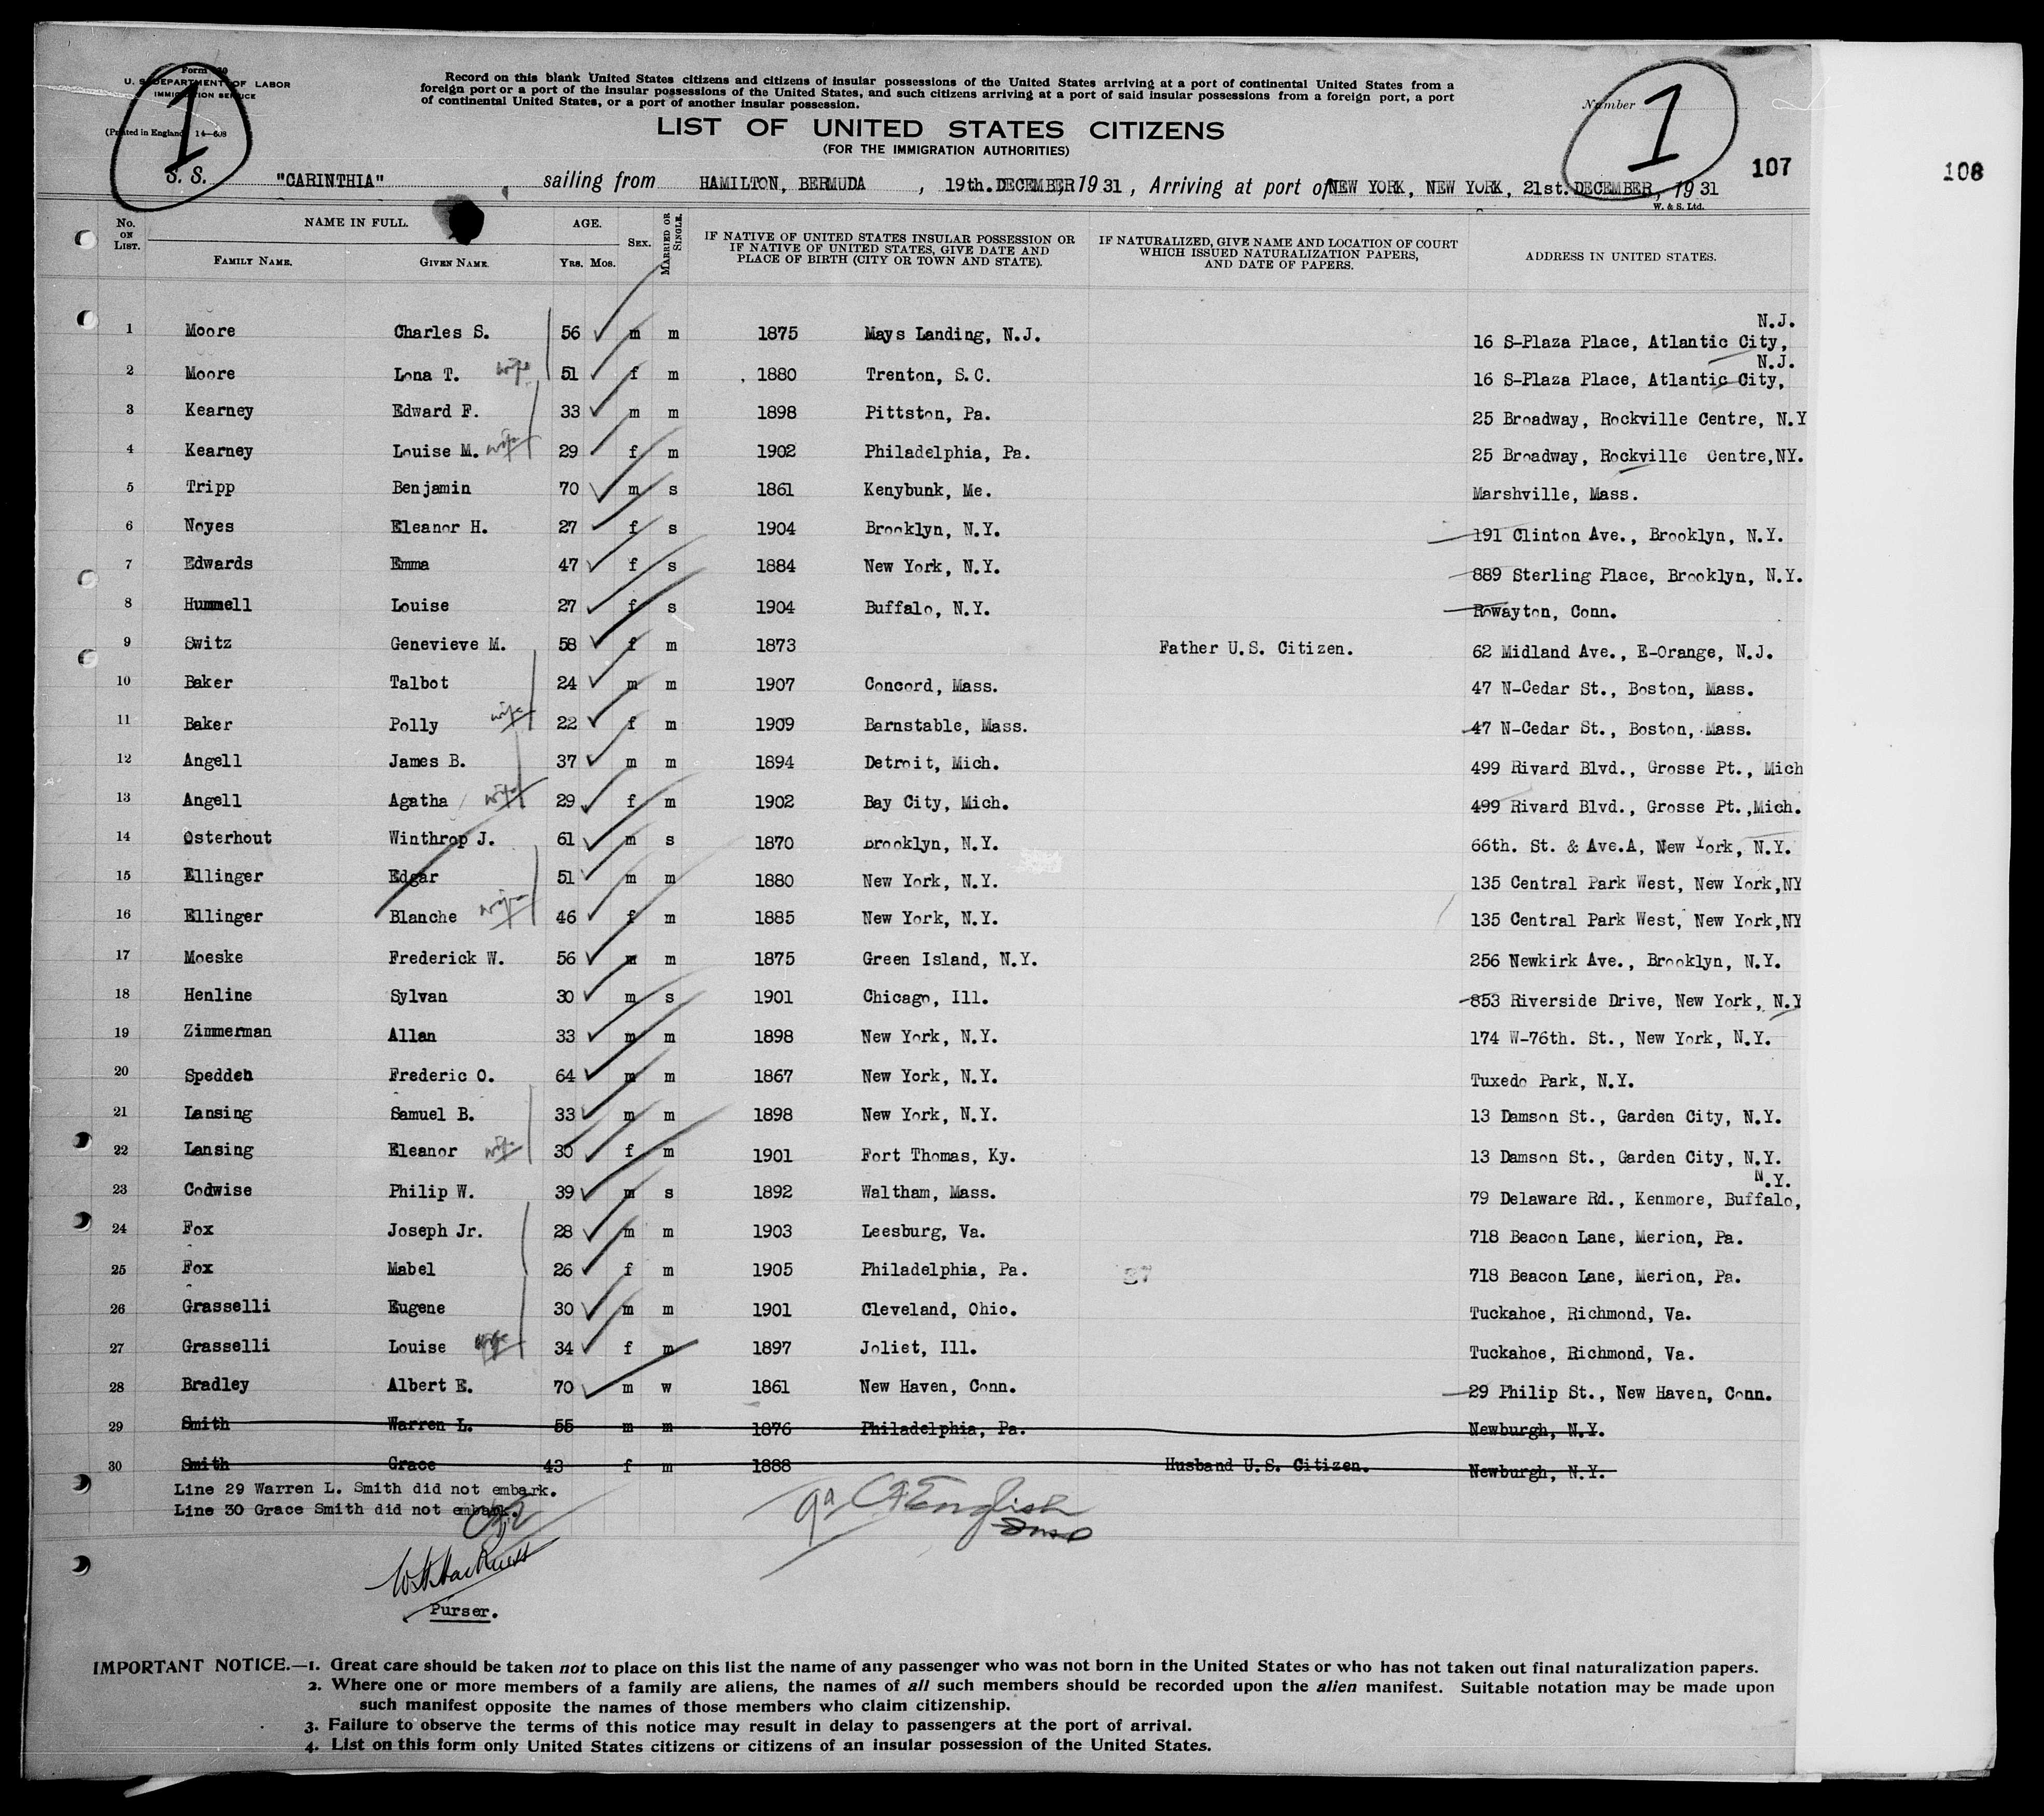 Form 630
U. S. DEPARTMENT OF LABOR
IMMIGRATION SERVICE
(Printed in England) 14—608
1
Record on this blank United States citizens and citizens of insular possessions of the United States arriving at a port of continental United States from a
foreign port or a port of the insular possessions of the United States, and such citizens arriving at a port of said insular possessions from a foreign port, a port
of continental United States, or a port of another insular possession.
Number
1
107
108
LIST OF UNITED STATES CITIZENS
(FOR THE IMMIGRATION AUTHORITIES)
S. S. "CARINTHIA" sailing from HAMILTON, BERMUDA, 19th. DECEMBER, 1931, Arriving at port of NEW YORK, NEW YORK, 21st. DECEMBER, 1931
W. & S. Ltd.
No. ON LIST. NAME IN FULL. FAMILY NAME. GIVEN NAME. AGE. Yrs. Mos. SEX. MARRIED OR SINGLE. IF NATIVE OF UNITED STATES INSULAR POSSESSION OR IF NATIVE OF UNITED STATES, GIVE DATE AND PLACE OF BIRTH (CITY OR TOWN AND STATE). IF NATURALIZED, GIVE NAME AND LOCATION OF COURT WHICH ISSUED NATURALIZATION PAPERS, AND DATE OF PAPERS. ADDRESS IN UNITED STATES.
1 Moore Charles S. 56 m m 1875 Mays Landing, N.J. 16 S-Plaza Place, Atlantic City, N.J.
2 Moore Lona T. wife 51 f m 1880 Trenton, S.C. 16 S-Plaza Place, Atlantic City, N.J.
3 Kearney Edward F. 33 m m 1898 Pittston, Pa. 25 Broadway, Rockville Centre, N.Y
4 Kearney Louise M. wife 29 f m 1902 Philadelphia, Pa. 25 Broadway, Rockville Centre,NY.
5 Tripp Benjamin 70 m s 1861 Kenybunk, Me. Marshville, Mass.
6 Noyes Eleanor H. 27 f s 1904 Brooklyn, N.Y. 191 Clinton Ave., Brooklyn, N.Y.
7 Edwards Emma 47 f s 1884 New York, N.Y. 889 Sterling Place, Brooklyn, N.Y.
8 Hummell Louise 27 f s 1904 Buffalo, N.Y. Rowayton, Conn.
9 Switz Genevieve M. 58 f m 1873 Father U.S. Citizen. 62 Midland Ave., E-Orange, N.J.
10 Baker Talbot 24 m m 1907 Concord, Mass. 47 N-Cedar St., Boston, Mass.
11 Baker Polly wife 22 f m 1909 Barnstable, Mass. 47 N-Cedar St., Boston, Mass.
12 Angell James B. 37 m m 1894 Detroit, Mich. 499 Rivard Blvd., Grosse Pt., Mich
13 Angell Agatha wife 29 f m 1902 Bay City, Mich. 499 Rivard Blvd., Grosse Pt.,Mich.
14 Osterhout Winthrop J. 61 m s 1870 Brooklyn, N.Y. 66th. St. & Ave.A, New York, N.Y.
15 Ellinger Edgar 51 m m 1880 New York, N.Y. 135 Central Park West, New York,NY
16 Ellinger Blanche wife 46 f m 1885 New York, N.Y. 135 Central Park West, New York,NY
17 Moeske Frederick W. 56 m m 1875 Green Island, N.Y. 256 Newkirk Ave., Brooklyn, N.Y.
18 Henline Sylvan 30 m s 1901 Chicago, Ill. 853 Riverside Drive, New York, N.Y
19 Zimmerman Allan 33 m m 1898 New York, N.Y. 174 W-76th. St., New York, N.Y.
20 Spedden Frederic O. 64 m m 1867 New York, N.Y. Tuxedo Park, N.Y.
21 Lansing Samuel B. 33 m m 1898 New York, N.Y. 13 Damson St., Garden City, N.Y.
22 Lansing Eleanor wife 30 f m 1901 Fort Thomas, Ky. 13 Damson St., Garden City, N.Y.
23 Codwise Philip W. 39 m s 1892 Waltham, Mass. 79 Delaware Rd., Kenmore, Buffalo, N.Y.
24 Fox Joseph Jr. 28 m m 1903 Leesburg, Va. 718 Beacon Lane, Merion, Pa.
25 Fox Mabel 26 f m 1905 Philadelphia, Pa. 37 718 Beacon Lane, Merion, Pa.
26 Grasselli Eugene 30 m m 1901 Cleveland, Ohio. Tuckahoe, Richmond, Va.
27 Grasselli Louise wife 34 f m 1897 Joliet, Ill. Tuckahoe, Richmond, Va.
28 Bradley Albert E. 70 m w 1861 New Haven, Conn. 29 Philip St., New Haven, Conn.
29 Smith Warren L. 55 m m 1876 Philadelphia, Pa. Newburgh, N.Y.
30 Smith Grace 43 f m 1888 Husband U.S. Citizen. Newburgh, N.Y.
Line 29 Warren L. Smith did not embark.
Line 30 Grace Smith did not embark.
English
Purser.
IMPORTANT NOTICE.—1. Great care should be taken not to place on this list the name of any passenger who was not born in the United States or who has not taken out final naturalization papers.
2. Where one or more members of a family are aliens, the names of all such members should be recorded upon the alien manifest. Suitable notation may be made upon
such manifest opposite the names of those members who claim citizenship.
3. Failure to observe the terms of this notice may result in delay to passengers at the port of arrival.
4. List on this form only United States citizens or citizens of an insular possession of the United States.